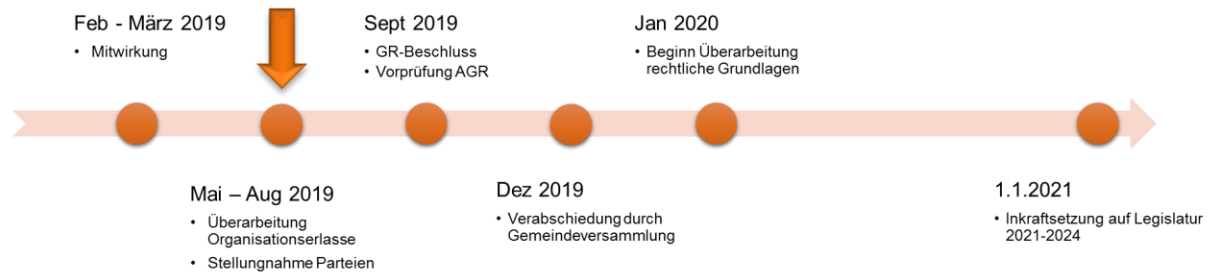 Feb - März 2019
• Mitwirkung
Sept 2019
• GR-Beschluss
• Vorprüfung AGR
Jan 2020
• Beginn Überarbeitung
rechtliche Grundlagen
Mai – Aug 2019
• Überarbeitung
Organisationserlasse
• Stellungnahme Parteien
Dez 2019
• Verabschiedung durch
Gemeindeversammlung
1.1.2021
• Inkraftsetzung auf Legislatur
2021-2024